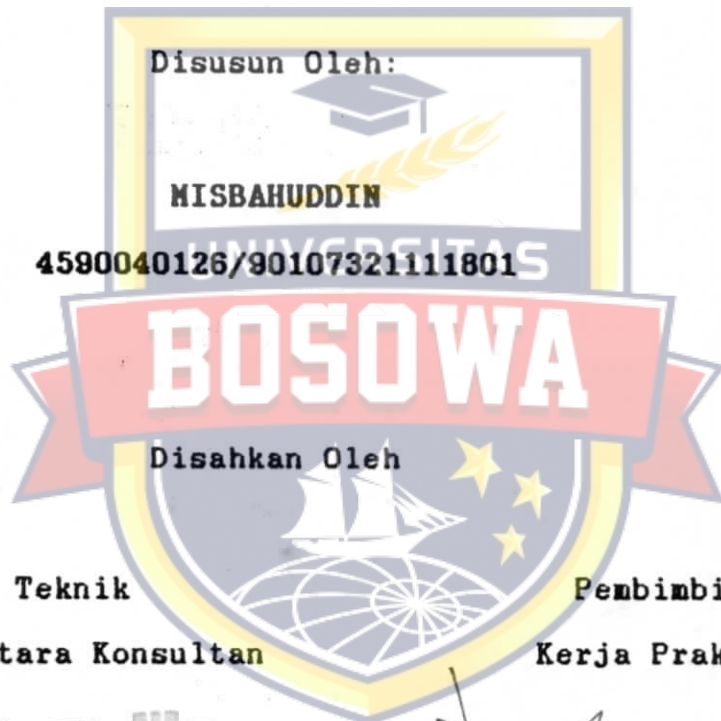 Disusun Oleh:
MISBAHUDDIN
UNIVERSITAS
4590040126/90107321111801
BOSOWA
Disahkan Oleh
Teknik Pembimbi
tara Konsultan Kerja Prak